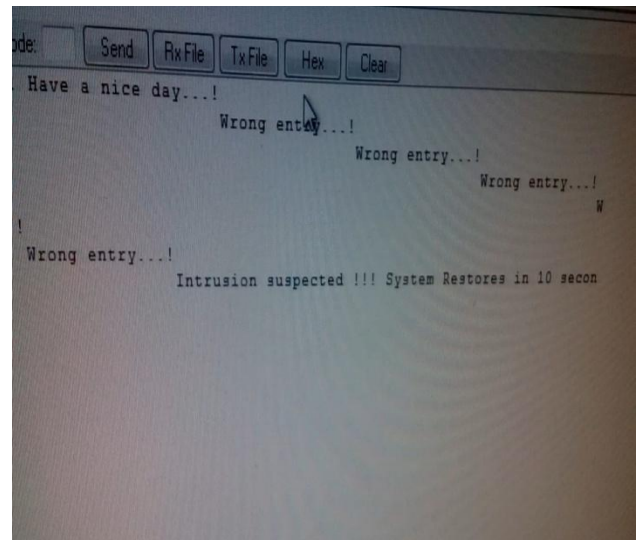 ode: Send Rx File Tx File Hex Clear
. Have a nice day...!
Wrong entry...!
Wrong entry...!
Wrong entry...!
W
!
Wrong entry...!
Intrusion suspected !!! System Restores in 10 secon